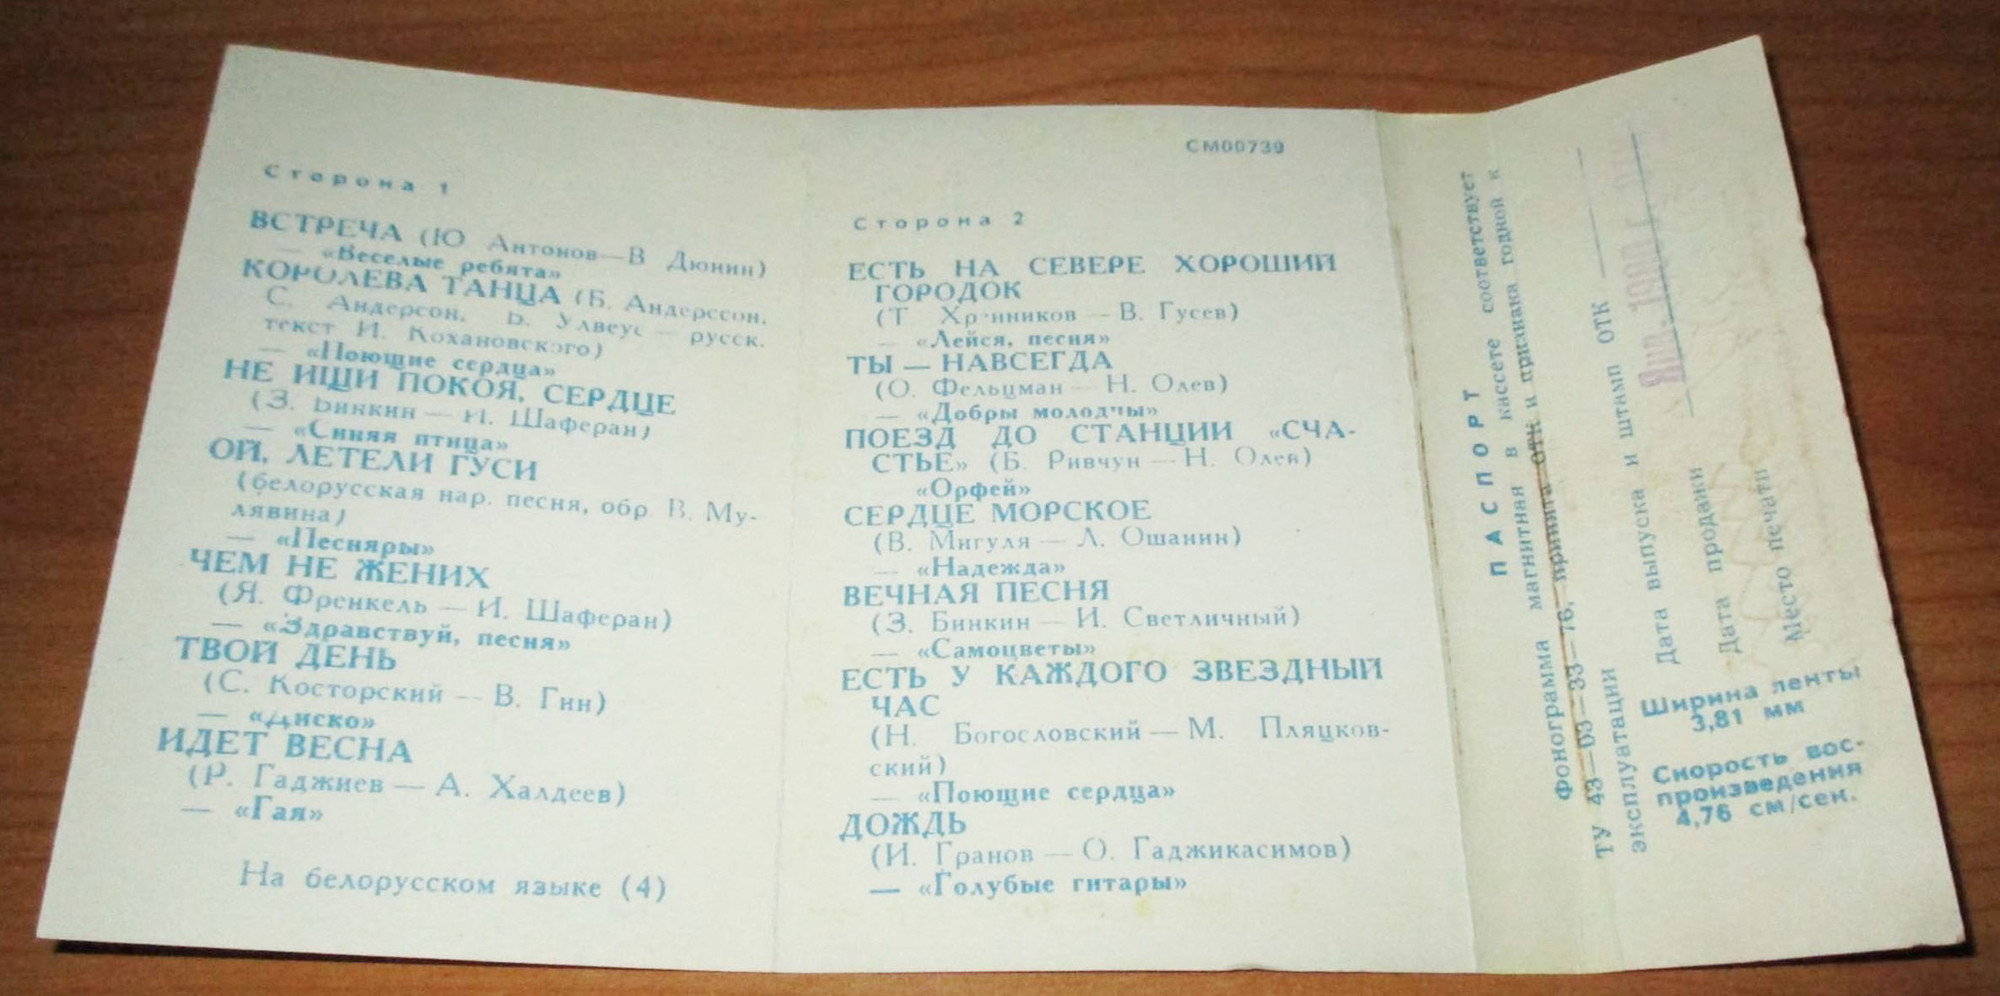 Сторона 1
ВСТРЕЧА (Ю Антонов—В Дюнин)
— «Веселые ребята»
КОРОЛЕВА ТАНЦА (Б. Андерссон,
С. Андерсон, Б. Улвеус — русск.
текст И. Кохановского)
— «Поющие сердца»
НЕ ИЩИ ПОКОЯ, СЕРДЦЕ
(З. Бинкин — И. Шаферан)
— «Синяя птица»
ОЙ, ЛЕТЕЛИ ГУСИ
(белорусская нар. песня, обр. В. Му-
лявина)
— «Песняры»
ЧЕМ НЕ ЖЕНИХ
(Я. Френкель — И. Шаферан)
— «Здравствуй, песня»
ТВОЙ ДЕНЬ
(С. Косторский — В. Гин)
— «Диско»
ИДЕТ ВЕСНА
(Р. Гаджиев — А. Халдеев)
— «Гая»
На белорусском языке (4)
СМ00739
Сторона 2
ЕСТЬ НА СЕВЕРЕ ХОРОШИЙ
ГОРОДОК
(Т. Хренников — В. Гусев)
— «Лейся, песня»
ТЫ — НАВСЕГДА
(О. Фельцман — Н. Олев)
— «Добры молодцы»
ПОЕЗД ДО СТАНЦИИ «СЧА-
СТЬЕ» (Б. Ривчун — Н. Олев)
«Орфей»
СЕРДЦЕ МОРСКОЕ
(В. Мигуля — Л. Ошанин)
— «Надежда»
ВЕЧНАЯ ПЕСНЯ
(З. Бинкин — И. Светличный)
— «Самоцветы»
ЕСТЬ У КАЖДОГО ЗВЕЗДНЫЙ
ЧАС
(Н. Богословский — М. Пляцков-
ский)
— «Поющие сердца»
ДОЖДЬ
(И. Гранов — О. Гаджикасимов)
— «Голубые гитары»
ПАСПОРТ
Фонограмма магнитная в кассете соответствует
ТУ 43—03—33—76, принята ОТК и признана годной к
эксплуатации
Дата выпуска и штамп ОТК
Янв. 1980 г.
Дата продажи
Место печати
Ширина ленты
3,81 мм
Скорость вос-
произведения
4,76 см/сек.